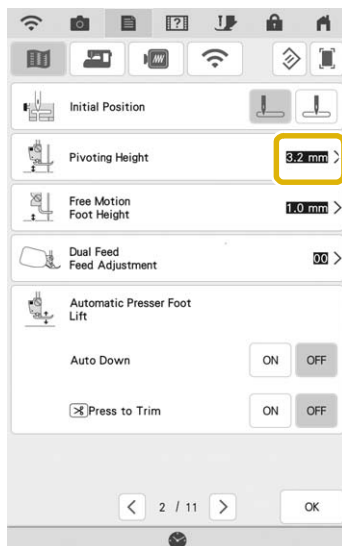 Initial Position
Pivoting Height 3.2 mm
Free Motion
Foot Height 1.0 mm
Dual Feed
Feed Adjustment 00
Automatic Presser Foot
Lift
Auto Down ON OFF
Press to Trim ON OFF
2 / 11 OK